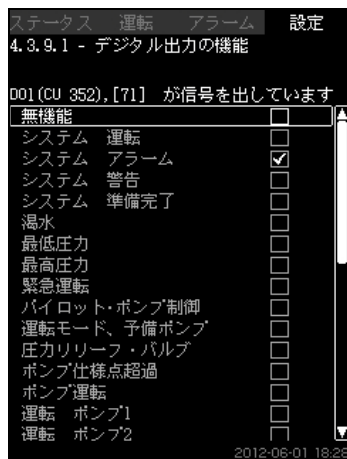 ステータス 運転 アラーム 設定
4.3.9.1 - デジタル出力の機能
DO1(CU 352),[71] が信号を出しています
無機能
システム 運転
システム アラーム
システム 警告
システム 準備完了
渇水
最低圧力
最高圧力
緊急運転
パイロット・ポンプ制御
運転モード、予備ポンプ
圧力リリーフ・バルブ
ポンプ仕様点超過
ポンプ運転
運転 ポンプ1
運転 ポンプ2
2012-06-01 18:28